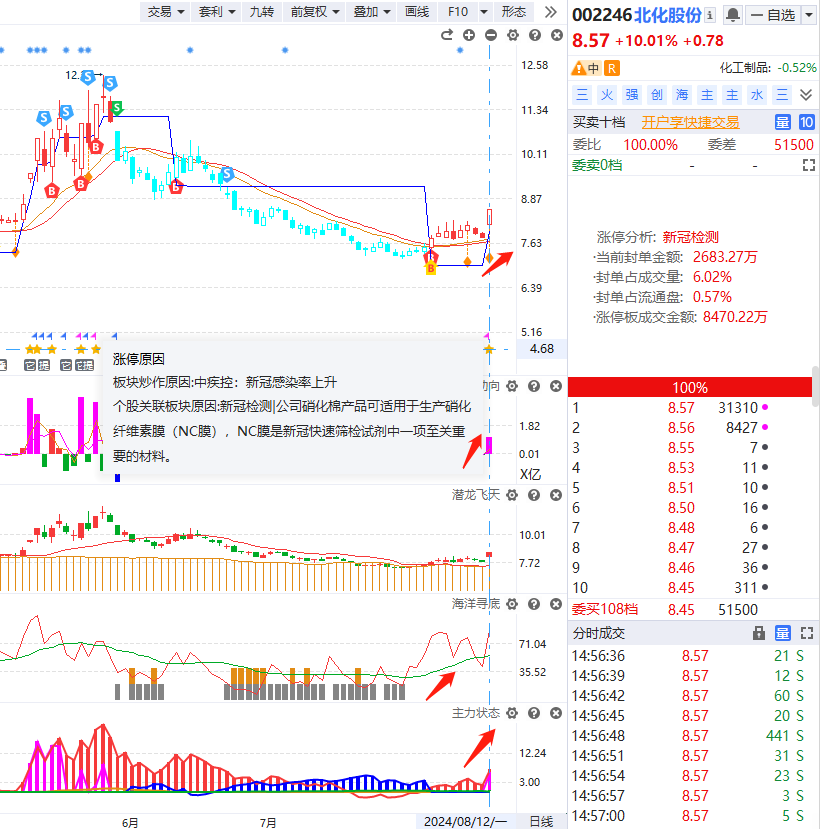 交易 套利 九转 前复权 叠加 画线 F10 形态
12.58
11.34
10.11
8.87
7.63
6.39
5.16
4.68
S S S S S S
B B B B B B
涨停原因
板块炒作原因:中疾控：新冠感染率上升
个股关联板块原因:新冠检测|公司硝化棉产品可适用于生产硝化
纤维素膜（NC膜），NC膜是新冠快速筛检试剂中一项至关重
要的材料。
1.82
0.01
X亿
潜龙飞天
10.01
7.72
海洋寻底
71.04
35.52
主力状态
12.24
3.00
6月 7月 2024/08/12/一 日线
002246北化股份 自选
8.57 +10.01% +0.78
中 R 化工制品: -0.52%
三 火 强 创 海 主 主 水 三
买卖十档 开户享快捷交易 量 10
委比 100.00% 委差 51500
委卖0档 - -
涨停分析: 新冠检测
·当前封单金额: 2683.27万
·封单占成交量: 6.02%
·封单占流通盘: 0.57%
·涨停板成交金额: 8470.22万
100%
1 8.57 31310
2 8.56 8427
3 8.55 7
4 8.53 11
5 8.51 10
6 8.50 16
7 8.48 6
8 8.47 27
9 8.46 36
10 8.45 311
委买108档 8.45 51500
分时成交 量
14:56:36 8.57 21 S
14:56:39 8.57 12 S
14:56:42 8.57 60 S
14:56:45 8.57 20 S
14:56:48 8.57 441 S
14:56:51 8.57 31 S
14:56:54 8.57 23 S
14:56:57 8.57 3 S
14:57:00 8.57 5 S